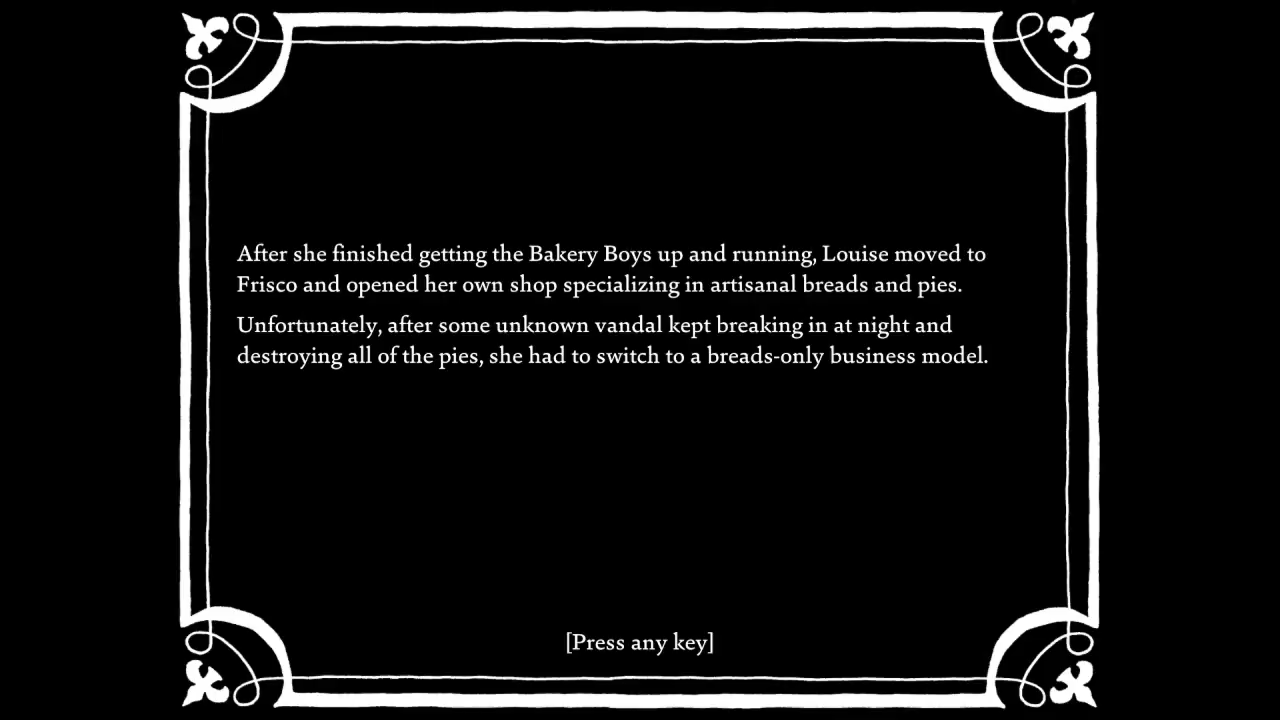 After she finished getting the Bakery Boys up and running, Louise moved to
Frisco and opened her own shop specializing in artisanal breads and pies.
Unfortunately, after some unknown vandal kept breaking in at night and
destroying all of the pies, she had to switch to a breads-only business model.
[Press any key]